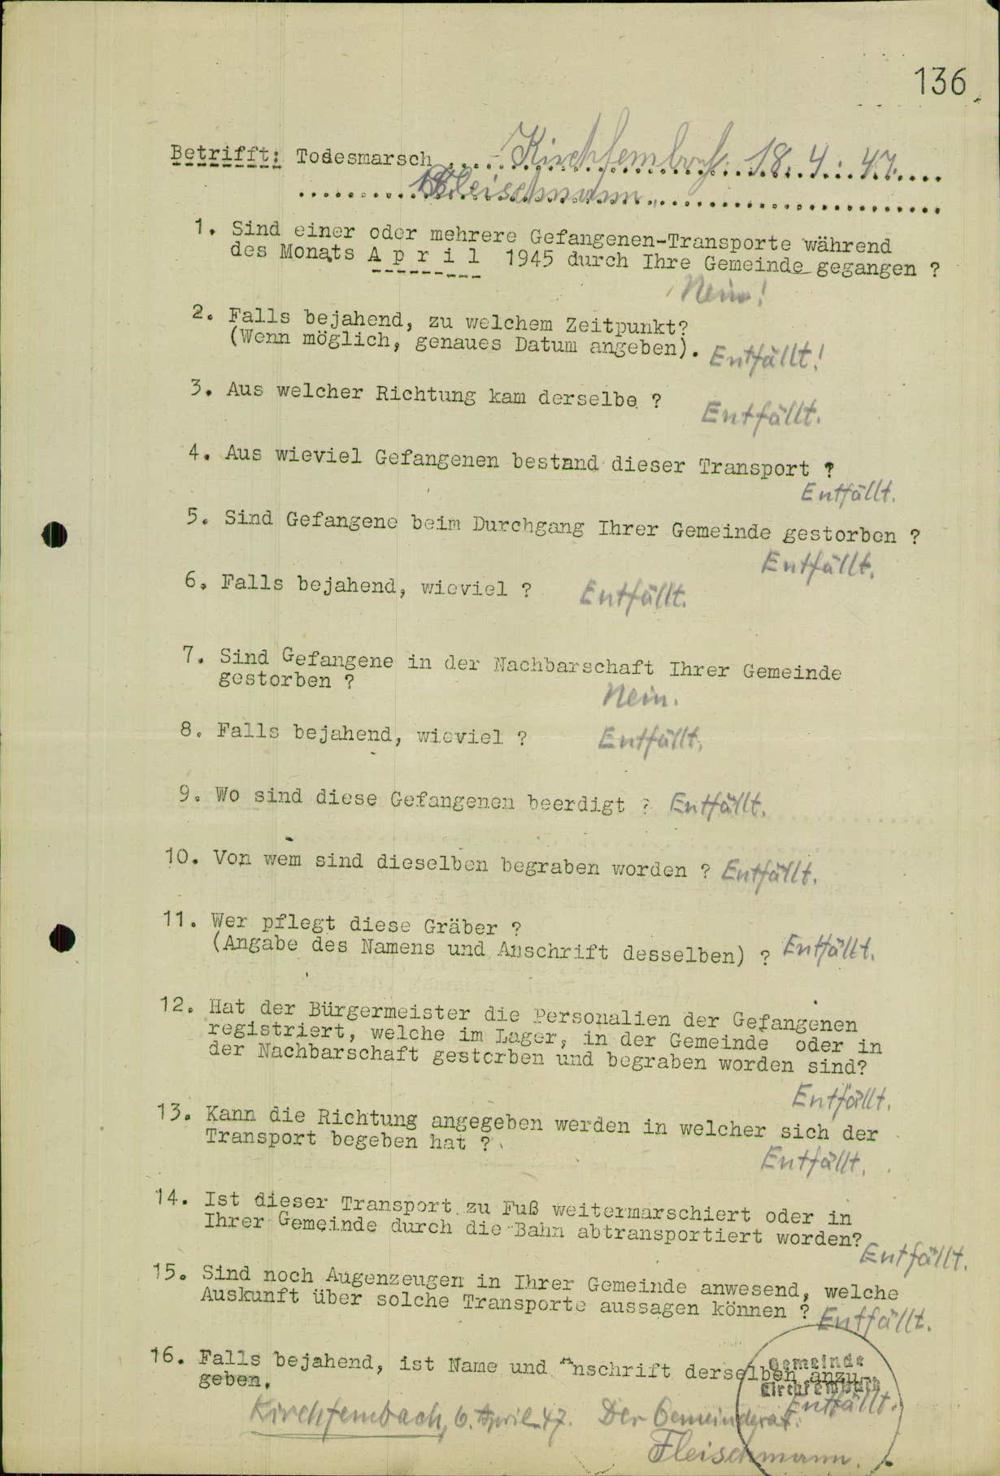 136
Betrifft: Todesmarsch ..... 18. 4. 47.
Fleischmann
1. Sind einer oder mehrere Gefangenen-Transporte während
des Monats A p r i l 1945 durch Ihre Gemeinde gegangen ?
Nein!
2. Falls bejahend, zu welchem Zeitpunkt?
(Wenn möglich, genaues Datum angeben). Entfällt!
3. Aus welcher Richtung kam derselbe ? Entfällt.
4. Aus wieviel Gefangenen bestand dieser Transport ?
Entfällt.
5. Sind Gefangene beim Durchgang Ihrer Gemeinde gestorben ?
Entfällt.
6. Falls bejahend, wieviel ? Entfällt.
7. Sind Gefangene in der Nachbarschaft Ihrer Gemeinde
gestorben ?
Nein.
8. Falls bejahend, wieviel ? Entfällt.
9. Wo sind diese Gefangenen beerdigt ? Entfällt.
10. Von wem sind dieselben begraben worden ? Entfällt.
11. Wer pflegt diese Gräber ?
(Angabe des Namens und Anschrift desselben) ? Entfällt.
12. Hat der Bürgermeister die Personalien der Gefangenen
registriert, welche im Lager, in der Gemeinde oder in
der Nachbarschaft gestorben und begraben worden sind?
Entfällt.
13. Kann die Richtung angegeben werden in welcher sich der
Transport begeben hat ?
Entfällt.
14. Ist dieser Transport zu Fuß weitermarschiert oder in
Ihrer Gemeinde durch die Bahn abtransportiert worden?
Entfällt.
15. Sind noch Augenzeugen in Ihrer Gemeinde anwesend, welche
Auskunft über solche Transporte aussagen können ? Entfällt.
16. Falls bejahend, ist Name und Anschrift derselben anzu-
geben.
Gemeinde
Kirchfembach
Entfällt.
Kirchfembach, 6. April 47. Der Gemeinderat:
Fleischmann.